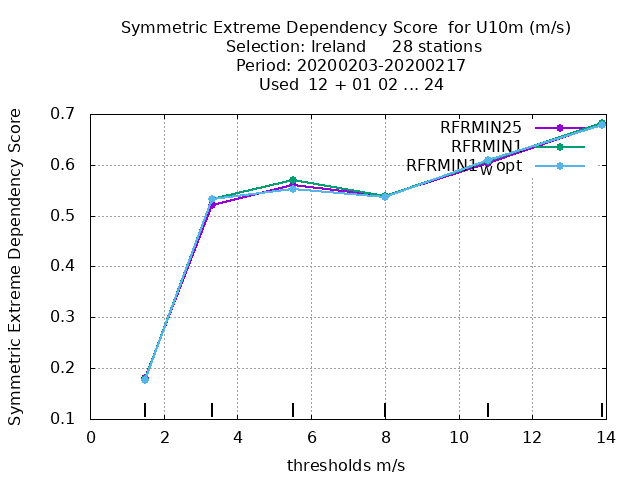 Symmetric Extreme Dependency Score for U10m (m/s)
Selection: Ireland 28 stations
Period: 20200203-20200217
Used 12 + 01 02 ... 24
Symmetric Extreme Dependency Score
0.7
0.6
0.5
0.4
0.3
0.2
0.1
RFRMIN25
RFRMIN1
RFRMIN1wopt
0 2 4 6 8 10 12 14
thresholds m/s